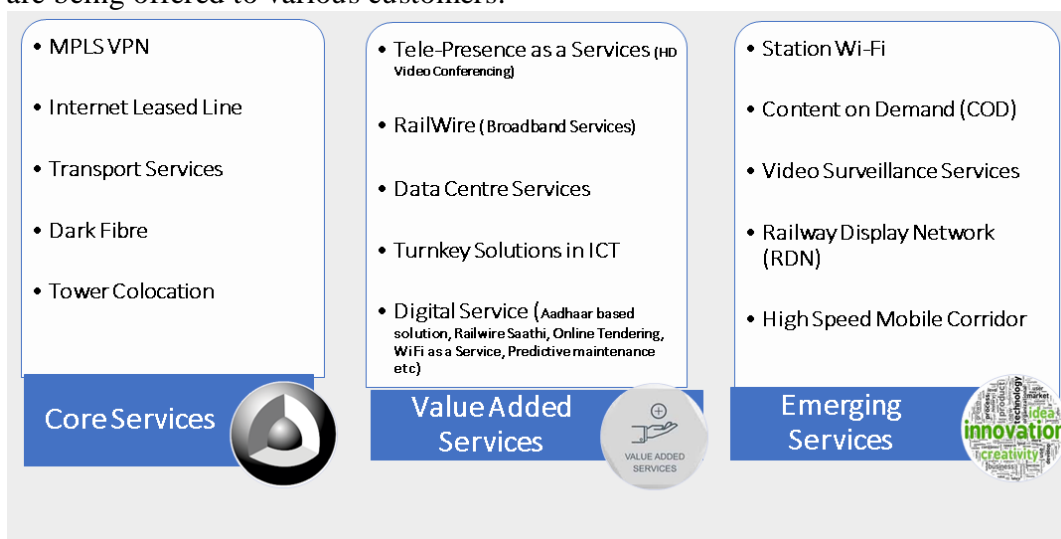 are being offered to various customers.
• MPLS VPN
• Internet Leased Line
• Transport Services
• Dark Fibre
• Tower Colocation
Core Services
• Tele-Presence as a Services (HD
Video Conferencing)
• RailWire (Broadband Services)
• Data Centre Services
• Turnkey Solutions in ICT
• Digital Service (Aadhaar based
solution, Railwire Saathi, Online Tendering,
WiFi as a Service, Predictive maintenance
etc)
Value Added
Services
VALUE ADDED
SERVICES
• Station Wi-Fi
• Content on Demand (COD)
• Video Surveillance Services
• Railway Display Network
(RDN)
• High Speed Mobile Corridor
Emerging
Services
technology
market
idea
innovation
creativity
business